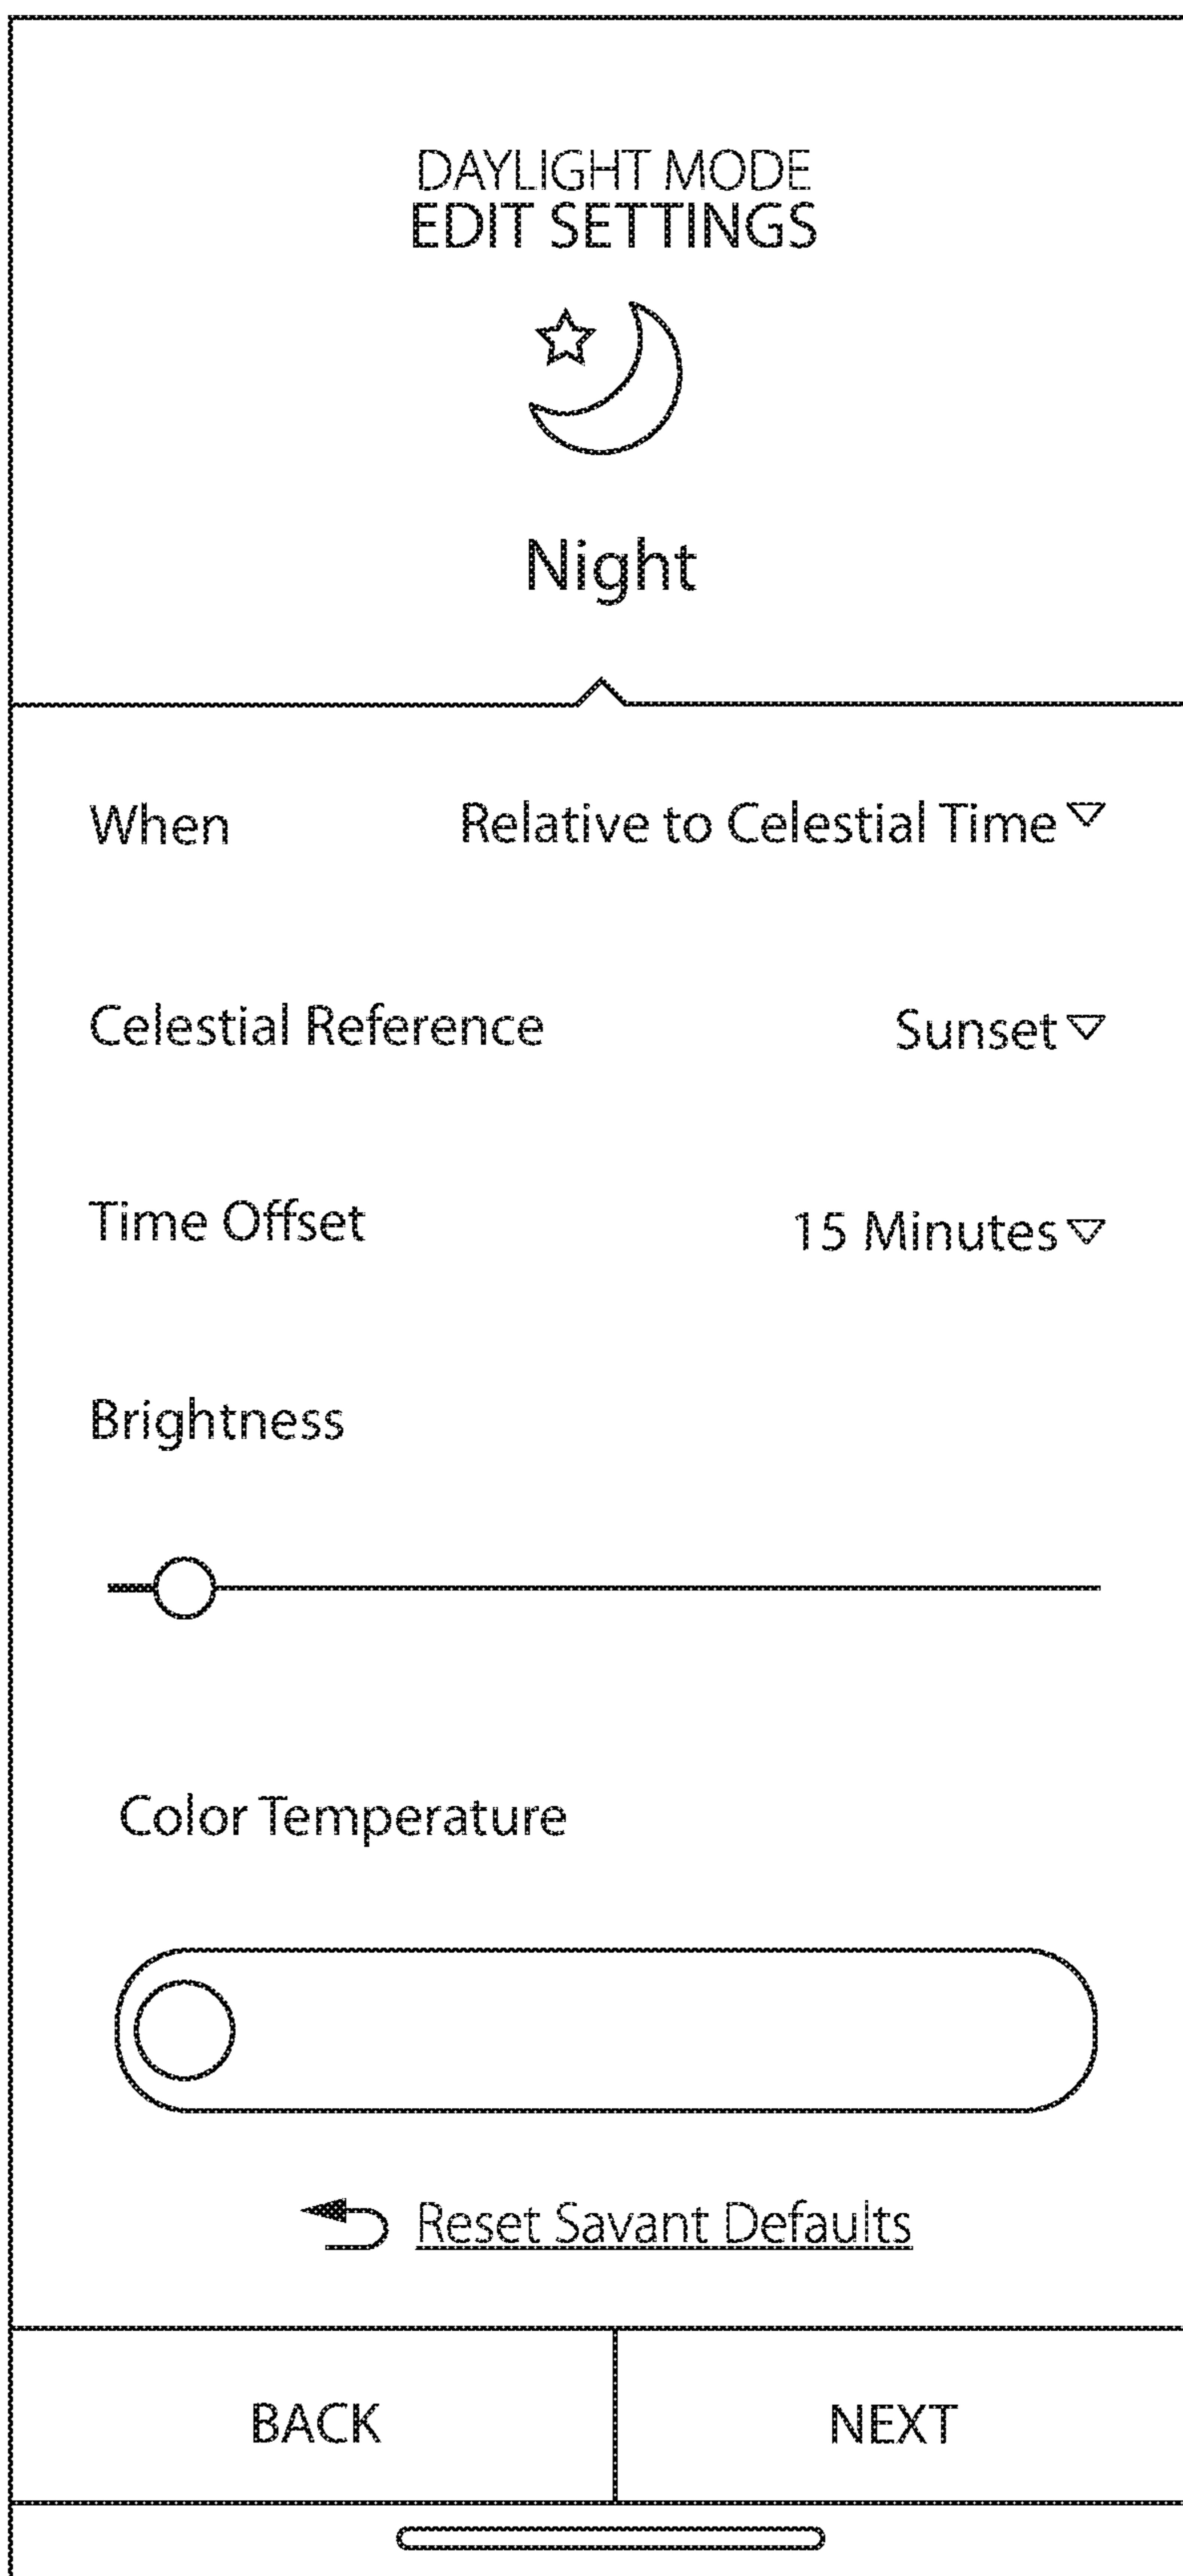 DAYLIGHT MODE
EDIT SETTINGS
Night
When Relative to Celestial Time
Celestial Reference Sunset
Time Offset 15 Minutes
Brightness
Color Temperature
Reset Savant Defaults
BACK NEXT